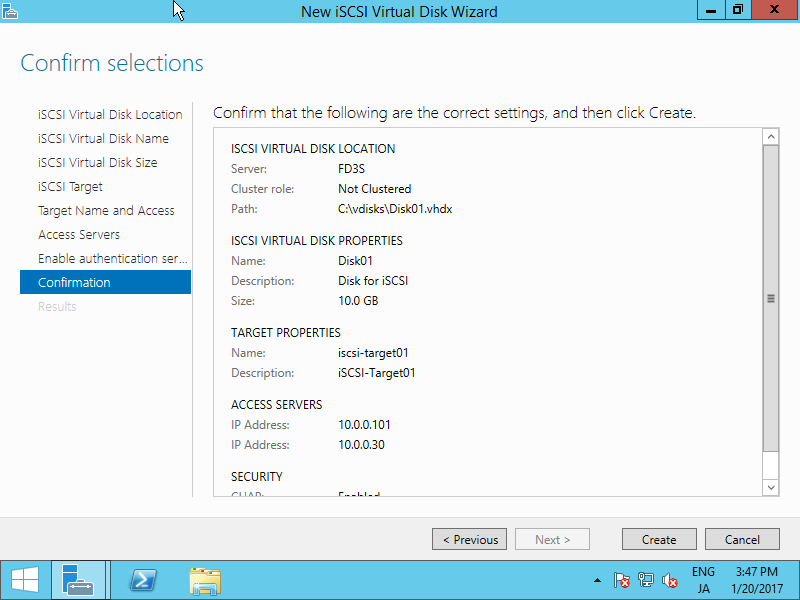 New iSCSI Virtual Disk Wizard
Confirm selections
iSCSI Virtual Disk Location
iSCSI Virtual Disk Name
iSCSI Virtual Disk Size
iSCSI Target
Target Name and Access
Access Servers
Enable authentication ser...
Confirmation
Results
Confirm that the following are the correct settings, and then click Create.
ISCSI VIRTUAL DISK LOCATION
Server: FD3S
Cluster role: Not Clustered
Path: C:\vdisks\Disk01.vhdx
ISCSI VIRTUAL DISK PROPERTIES
Name: Disk01
Description: Disk for iSCSI
Size: 10.0 GB
TARGET PROPERTIES
Name: iscsi-target01
Description: iSCSI-Target01
ACCESS SERVERS
IP Address: 10.0.0.101
IP Address: 10.0.0.30
SECURITY
CHAP: Enabled
< Previous
Next >
Create
Cancel
ENG 3:47 PM
JA 1/20/2017